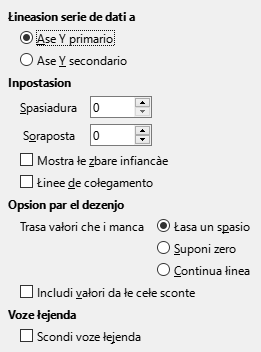 Łineasion serie de dati a
Ase Y primario
Ase Y secondario
Inpostasion
Spasiadura 0
Soraposta 0
Mostra łe zbare infiancàe
Łinee de cołegamento
Opsion par el dezenjo
Trasa vałori che i manca
Łasa un spasio
Suponi zero
Continua łinea
Includi vałori da łe cełe sconte
Voze łejenda
Scondi voze łejenda